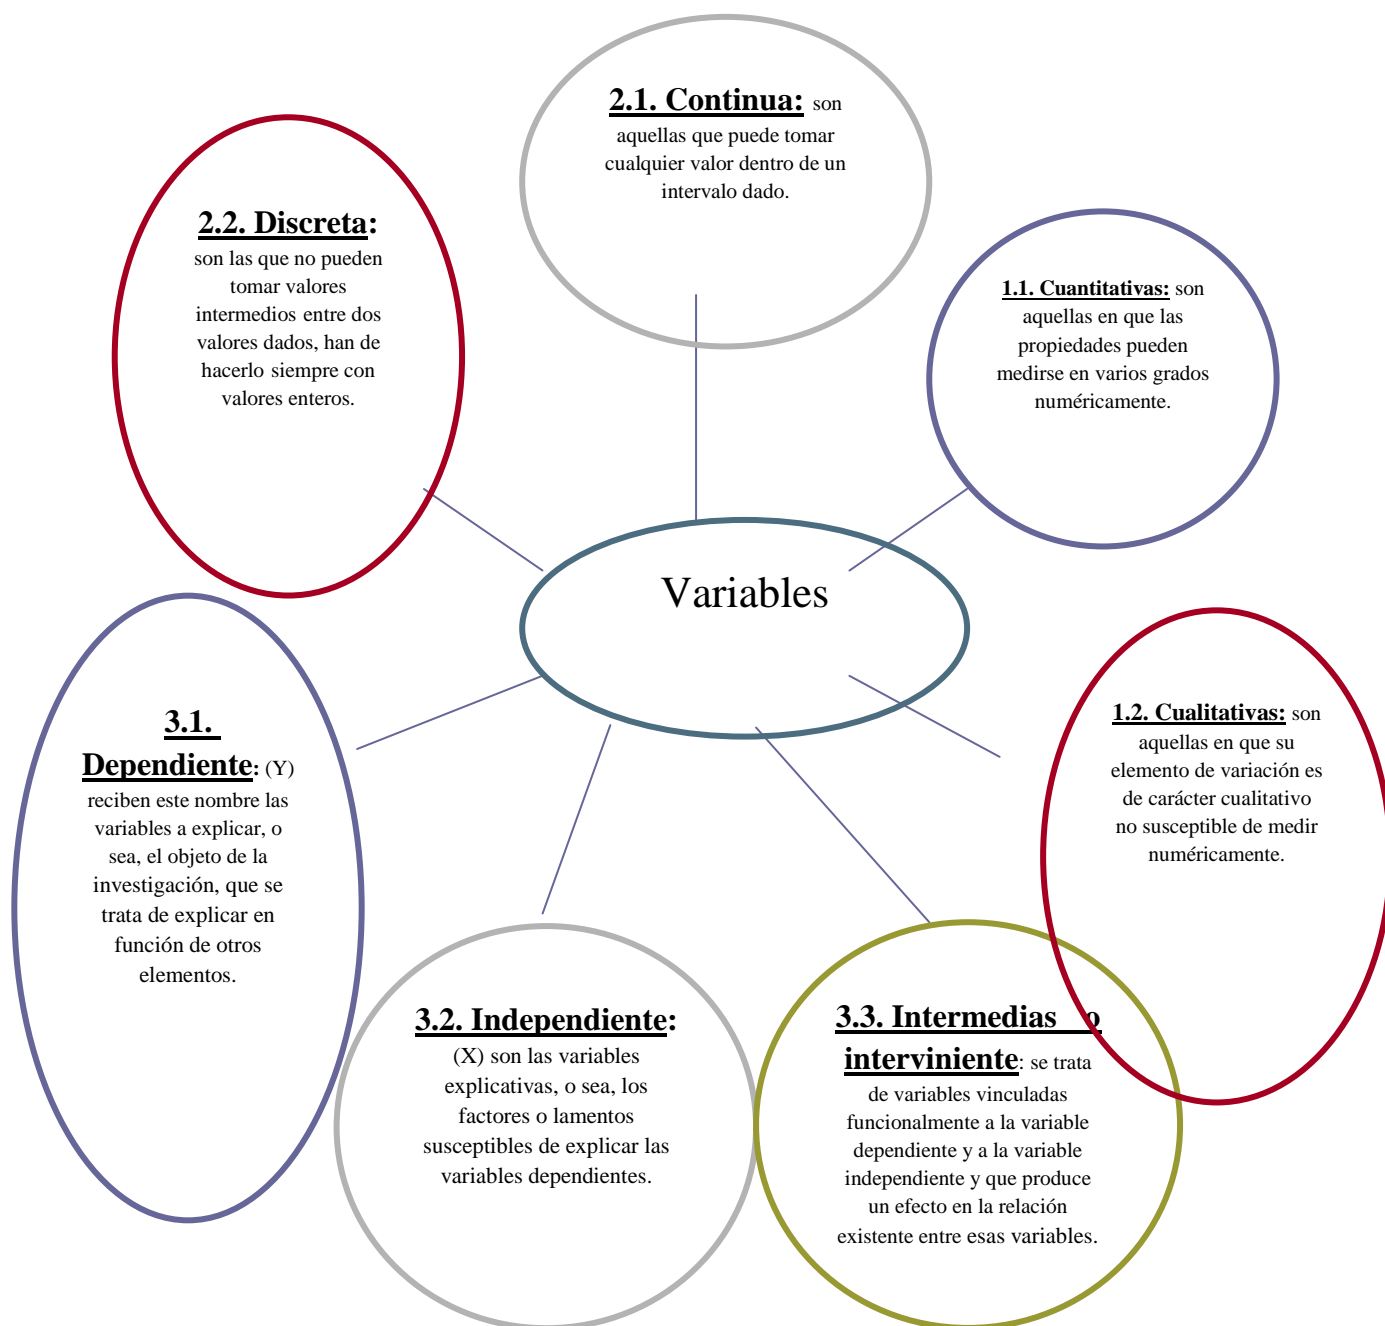 2.1. Continua: son
aquellas que puede tomar
cualquier valor dentro de un
intervalo dado.
2.2. Discreta:
son las que no pueden
tomar valores
intermedios entre dos
valores dados, han de
hacerlo siempre con
valores enteros.
1.1. Cuantitativas: son
aquellas en que las
propiedades pueden
medirse en varios grados
numéricamente.
Variables
3.1.
Dependiente: (Y)
reciben este nombre las
variables a explicar, o
sea, el objeto de la
investigación, que se
trata de explicar en
función de otros
elementos.
1.2. Cualitativas: son
aquellas en que su
elemento de variación es
de carácter cualitativo
no susceptible de medir
numéricamente.
3.2. Independiente:
(X) son las variables
explicativas, o sea, los
factores o lamentos
susceptibles de explicar las
variables dependientes.
3.3. Intermedias o
interviniente: se trata
de variables vinculadas
funcionalmente a la variable
dependiente y a la variable
independiente y que produce
un efecto en la relación
existente entre esas variables.